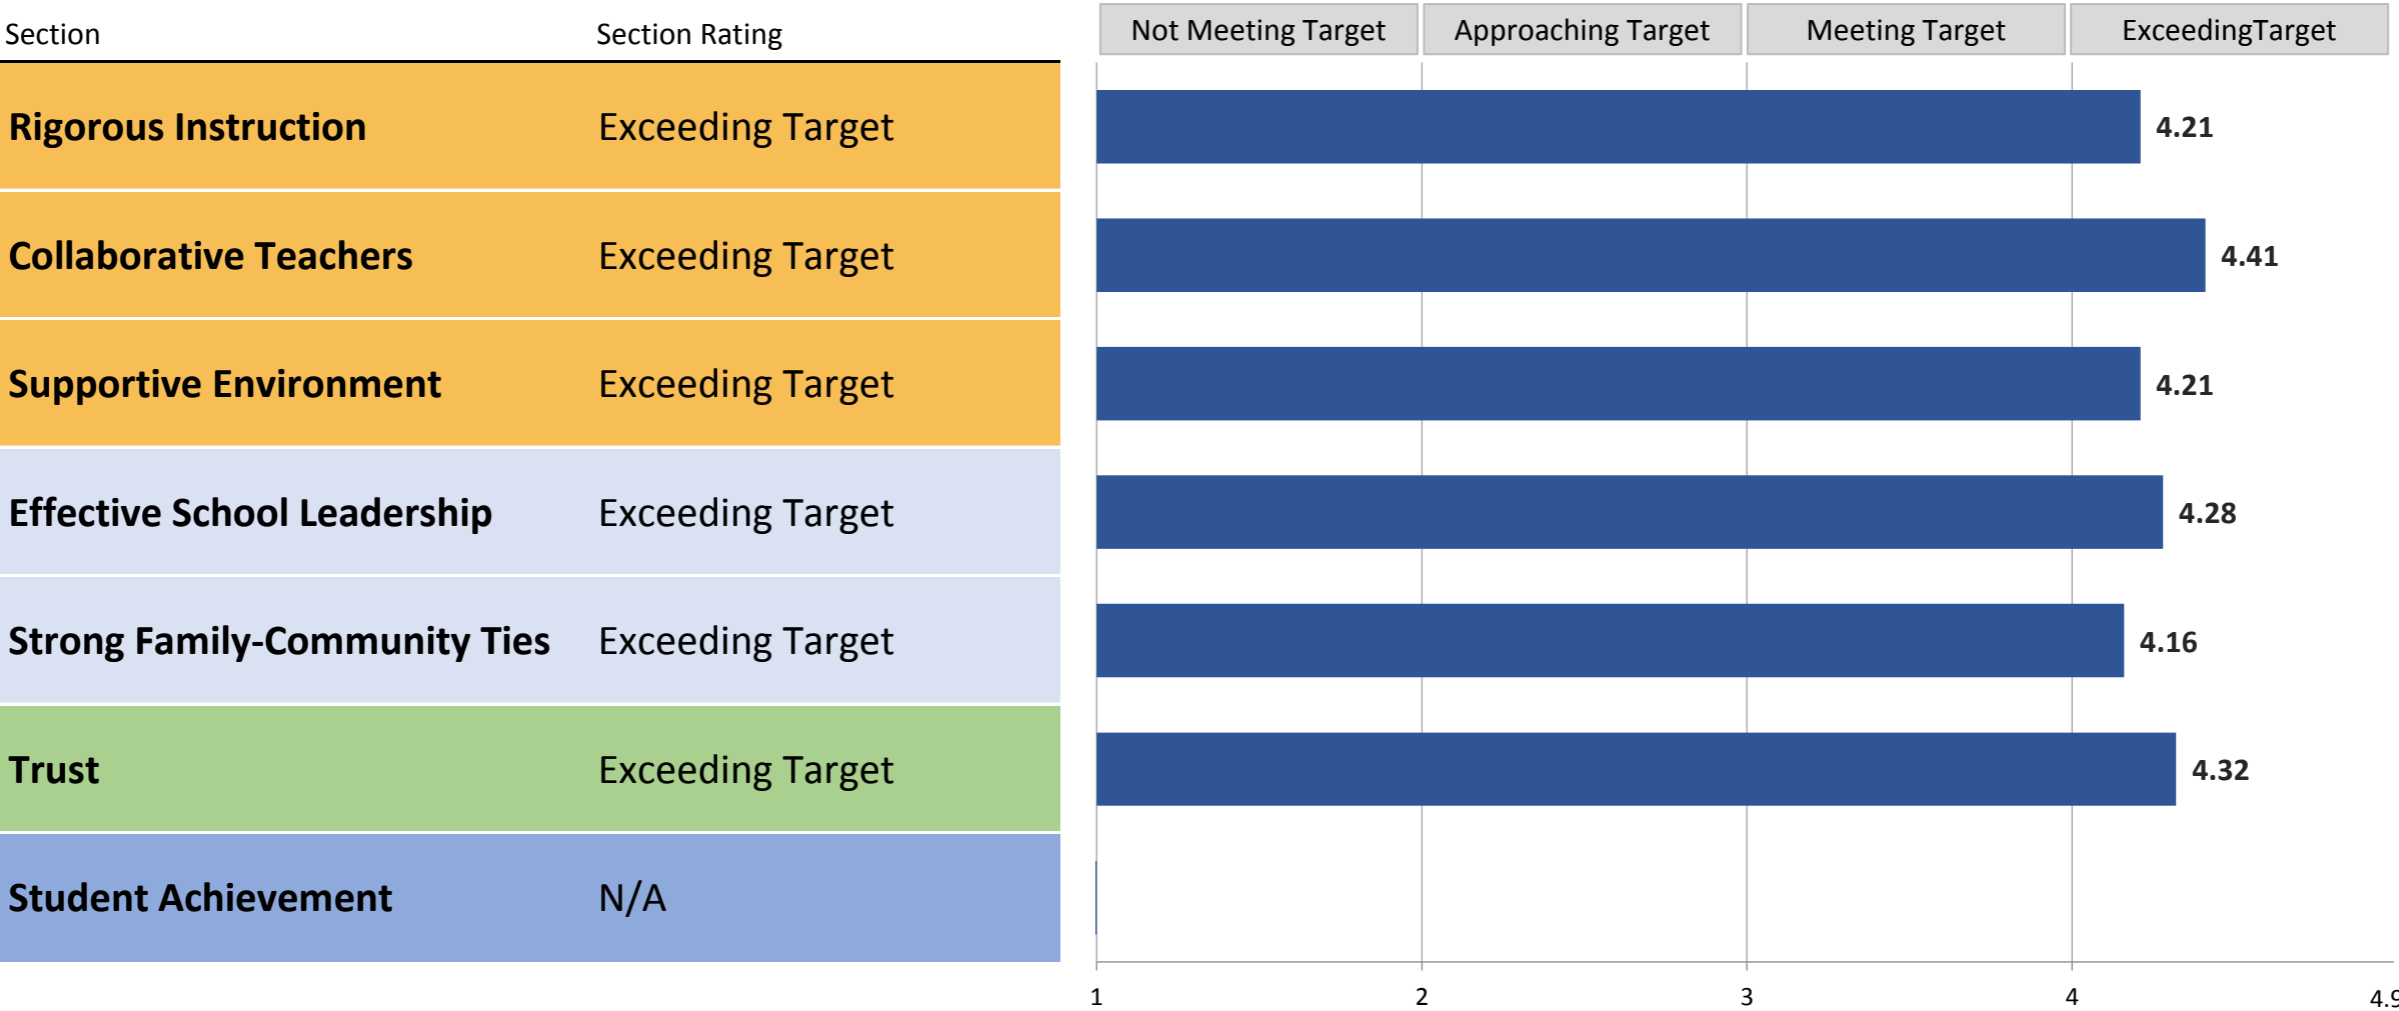 Section Section Rating Not Meeting Target Approaching Target Meeting Target ExceedingTarget
Rigorous Instruction Exceeding Target 4.21
Collaborative Teachers Exceeding Target 4.41
Supportive Environment Exceeding Target 4.21
Effective School Leadership Exceeding Target 4.28
Strong Family-Community Ties Exceeding Target 4.16
Trust Exceeding Target 4.32
Student Achievement N/A
1 2 3 4 4.9